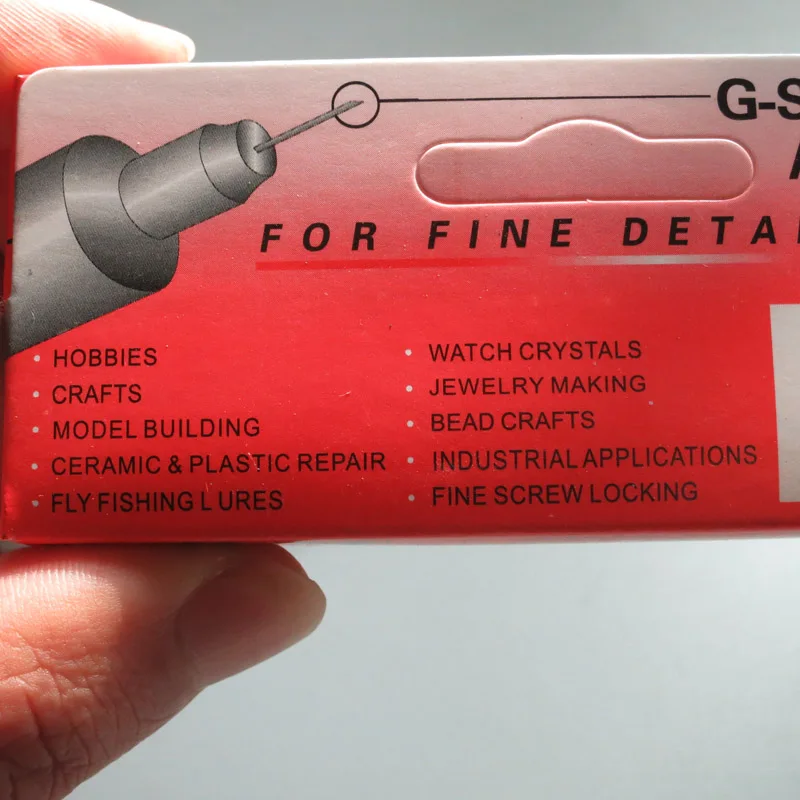 G-S
FOR FINE DETA
HOBBIES
CRAFTS
MODEL BUILDING
CERAMIC & PLASTIC REPAIR
FLY FISHING L URES
WATCH CRYSTALS
JEWELRY MAKING
BEAD CRAFTS
INDUSTRIAL APPLICATIONS
FINE SCREW LOCKING